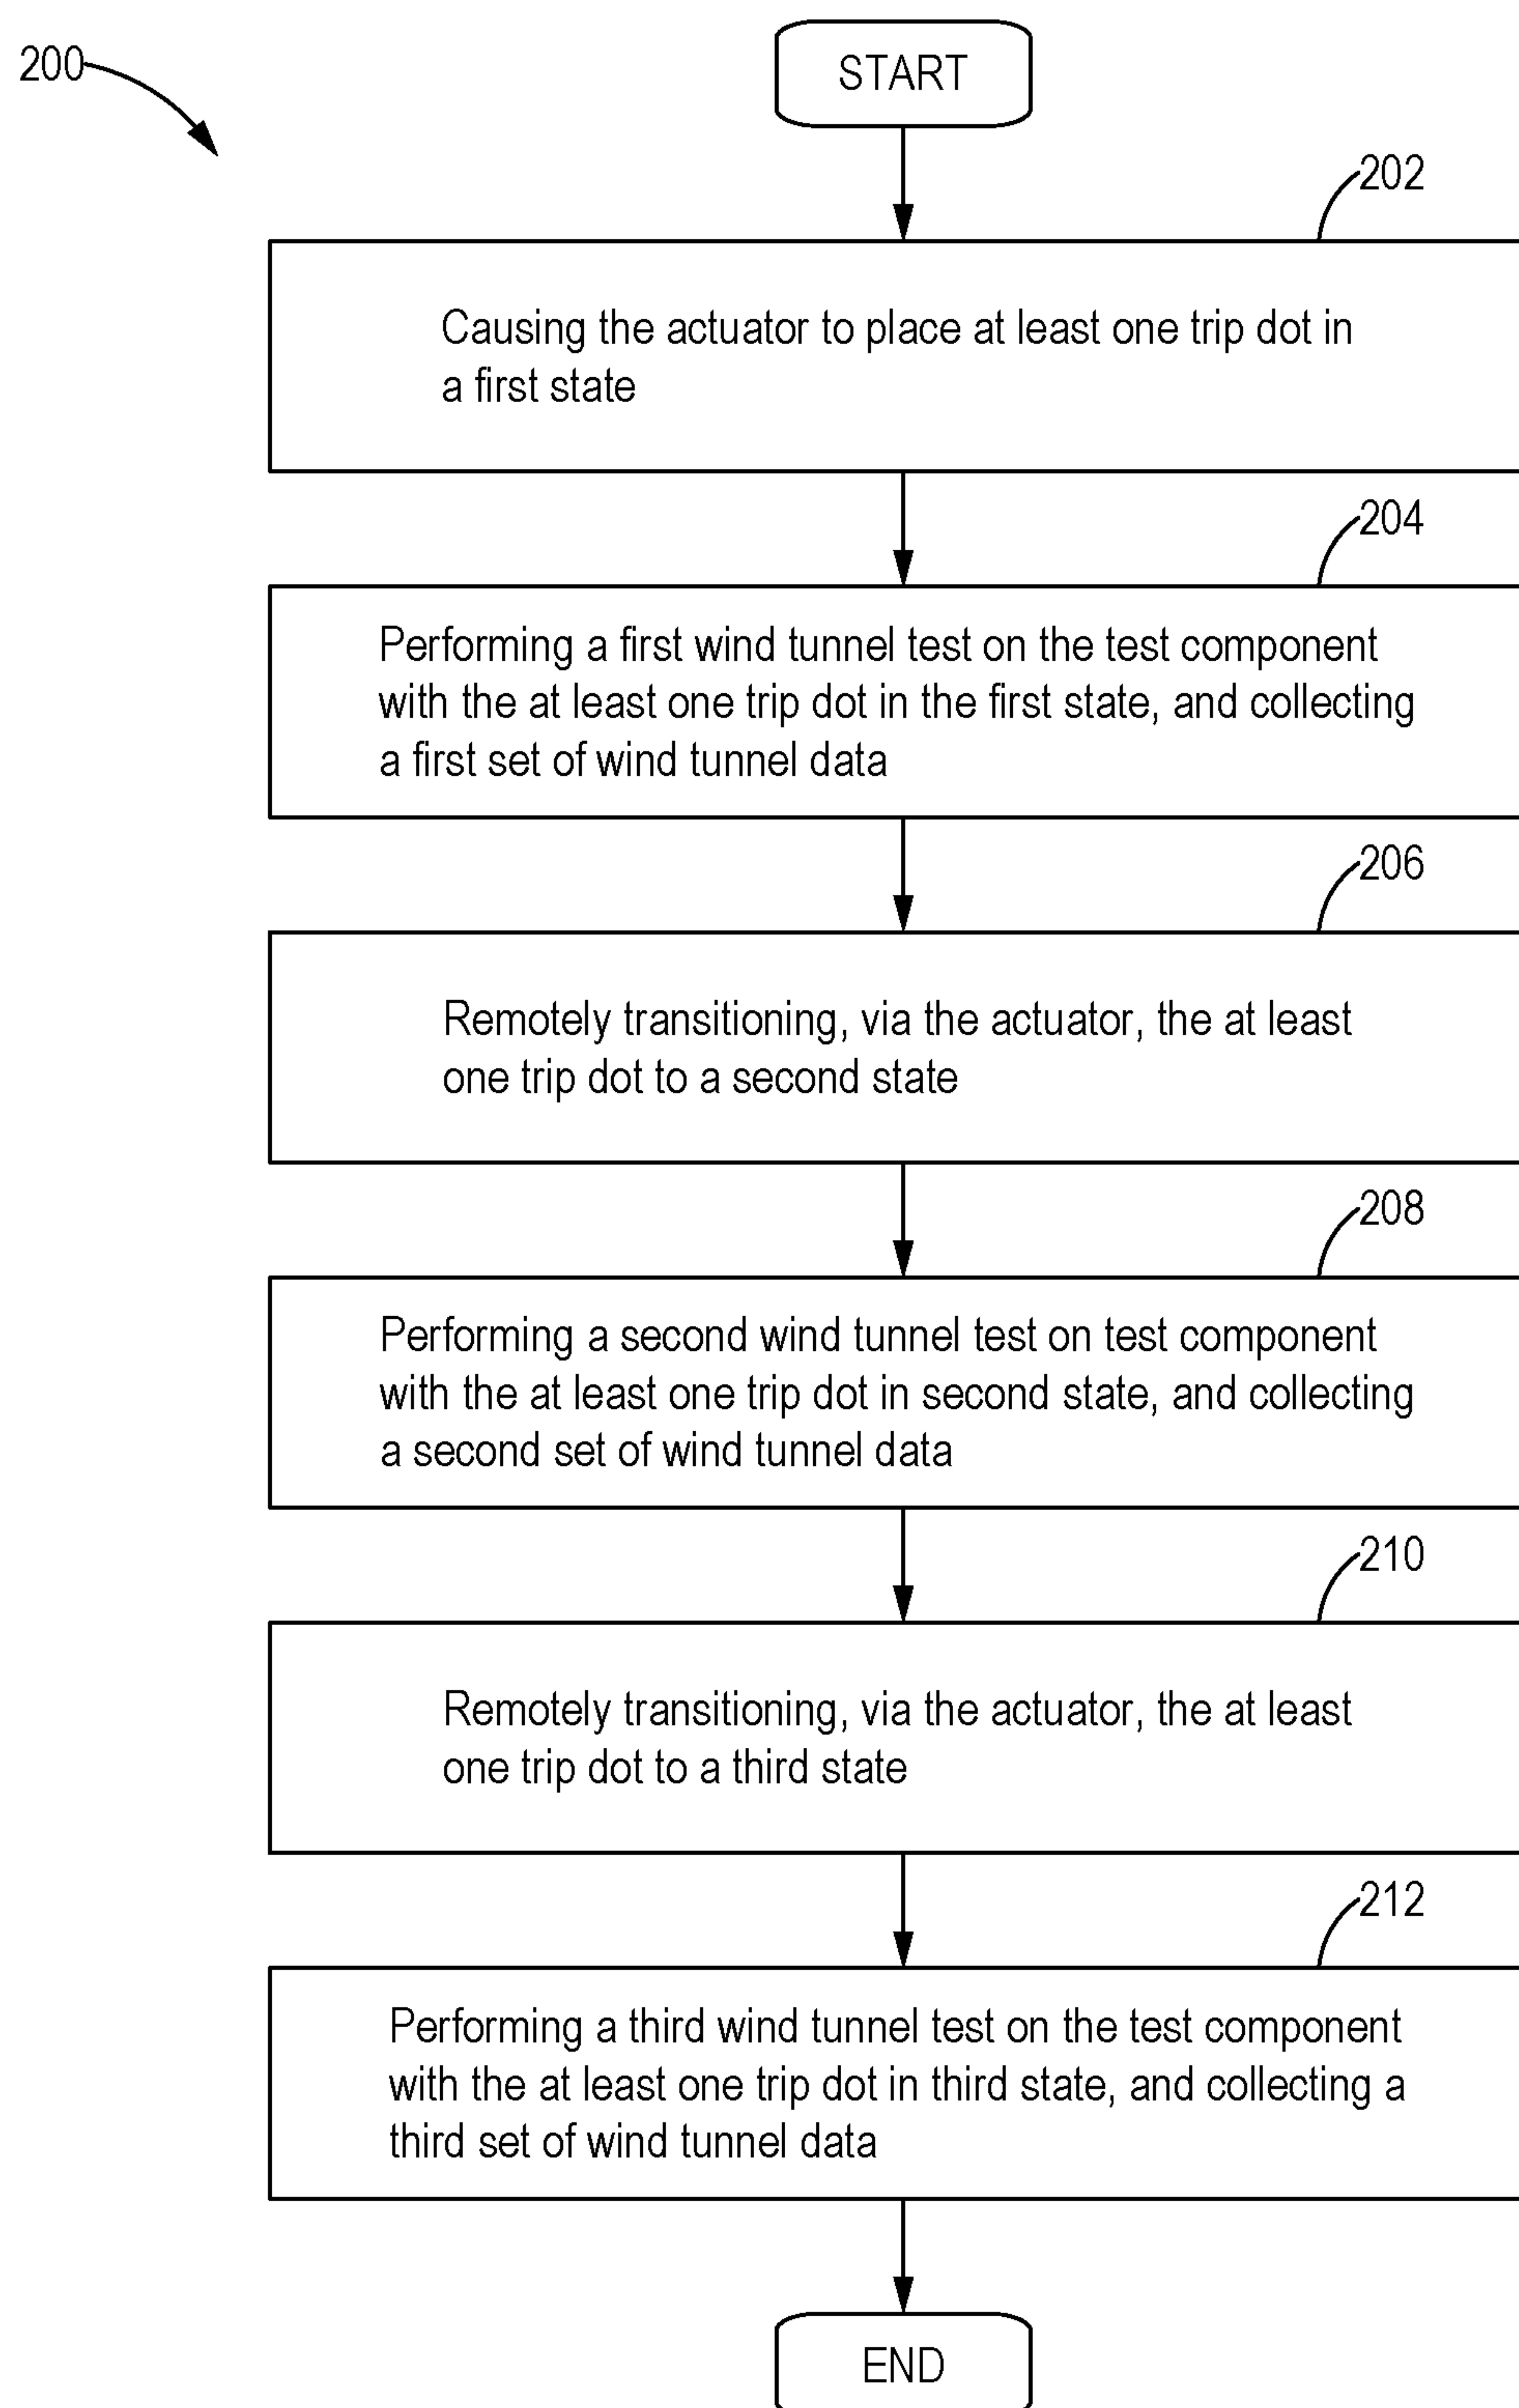 200
START
202
Causing the actuator to place at least one trip dot in
a first state
204
Performing a first wind tunnel test on the test component
with the at least one trip dot in the first state, and collecting
a first set of wind tunnel data
206
Remotely transitioning, via the actuator, the at least
one trip dot to a second state
208
Performing a second wind tunnel test on test component
with the at least one trip dot in second state, and collecting
a second set of wind tunnel data
210
Remotely transitioning, via the actuator, the at least
one trip dot to a third state
212
Performing a third wind tunnel test on the test component
with the at least one trip dot in third state, and collecting a
third set of wind tunnel data
END